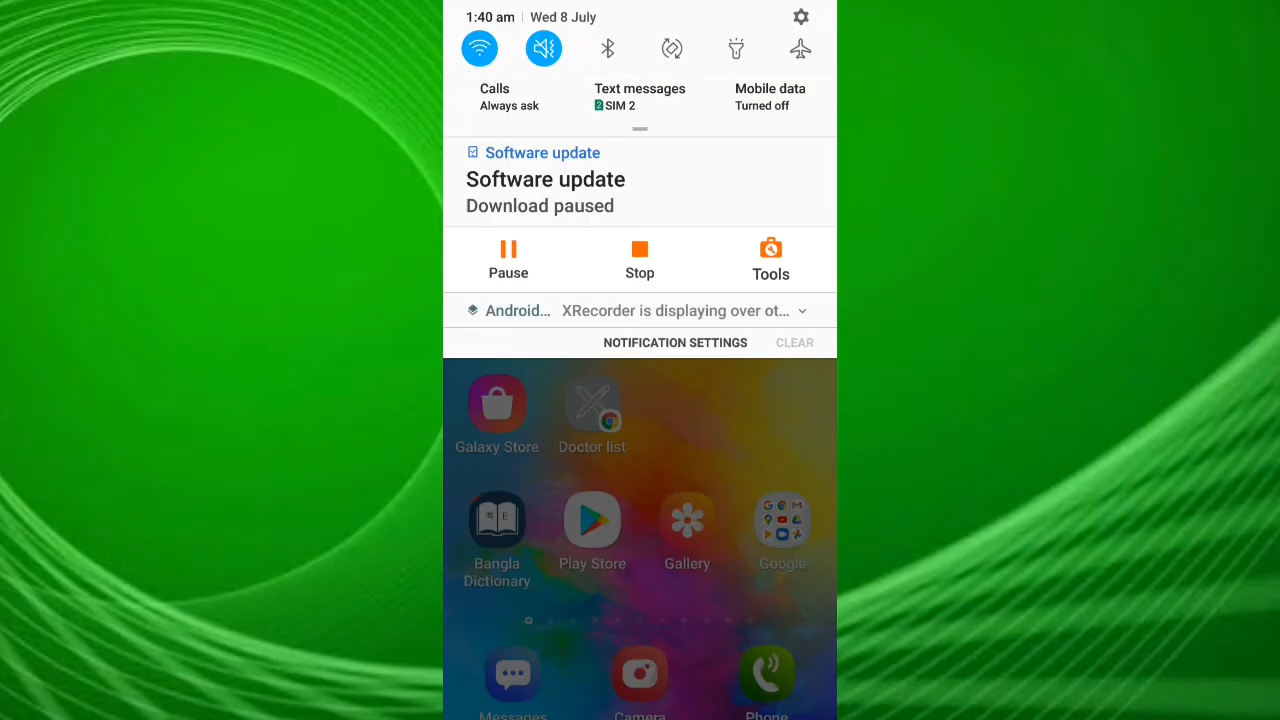 1:40 am | Wed 8 July
Calls
Always ask
Text messages
2 SIM 2
Mobile data
Turned off
Software update
Software update
Download paused
Pause
Stop
Tools
Android... XRecorder is displaying over ot...
NOTIFICATION SETTINGS CLEAR
Galaxy Store
Doctor list
Bangla
Dictionary
Play Store
Gallery
Google
Messages
Camera
Phone